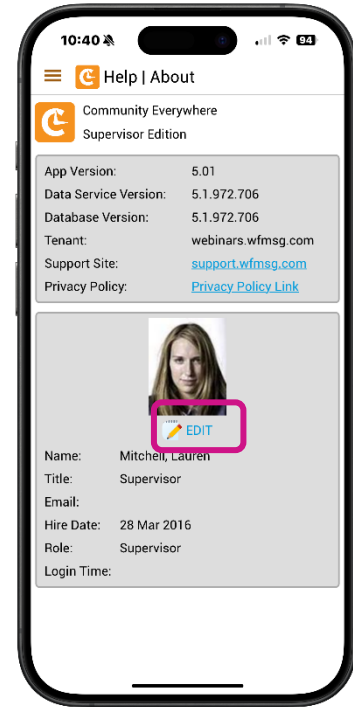 10:40 94
Help | About
Community Everywhere
Supervisor Edition
App Version: 5.01
Data Service Version: 5.1.972.706
Database Version: 5.1.972.706
Tenant: webinars.wfmsg.com
Support Site: support.wfmsg.com
Privacy Policy: Privacy Policy Link
EDIT
Name: Mitchell, Lauren
Title: Supervisor
Email:
Hire Date: 28 Mar 2016
Role: Supervisor
Login Time: